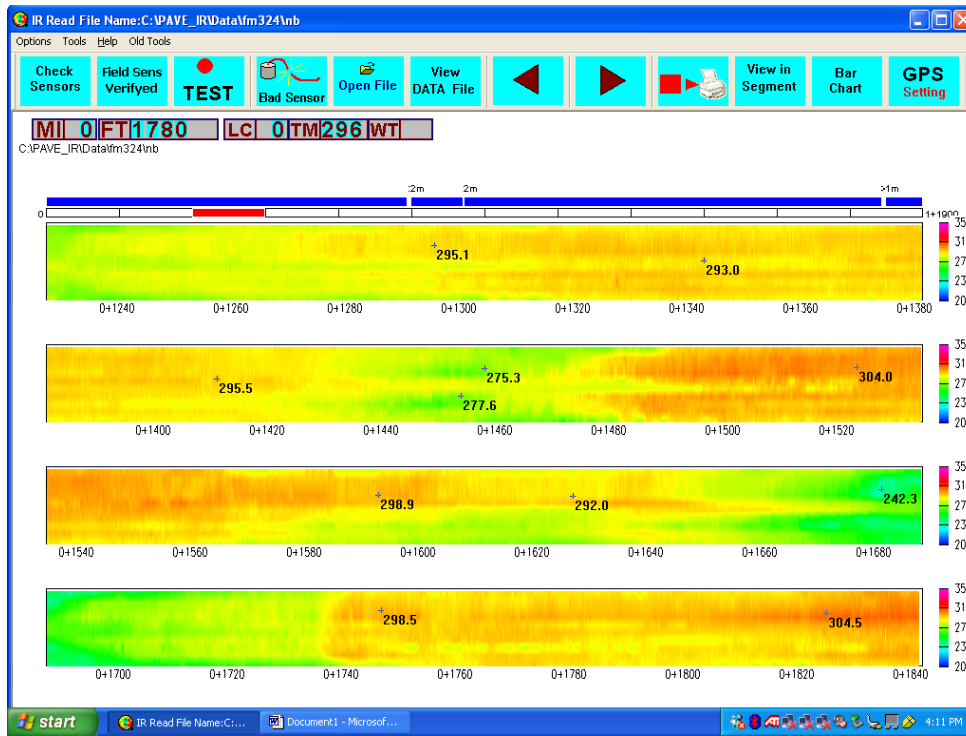 IR Read File Name:C:\PAVE_IR\Data\fm324\nb
Options Tools Help Old Tools
Check Sensors
Field Sens Verifyed
TEST
Bad Sensor
Open File
View DATA File
View in Segment
Bar Chart
GPS Setting
MI 0 FT 1780 LC 0 TM 296 WT
C:\PAVE_IR\Data\fm324\nb
:2m 2m >1m
0 1+1900
295.1 293.0
35
31
27
23
20
0+1240 0+1260 0+1280 0+1300 0+1320 0+1340 0+1360 0+1380
295.5 275.3 277.6 304.0
35
31
27
23
20
0+1400 0+1420 0+1440 0+1460 0+1480 0+1500 0+1520
298.9 292.0 242.3
35
31
27
23
20
0+1540 0+1560 0+1580 0+1600 0+1620 0+1640 0+1660 0+1680
298.5 304.5
35
31
27
23
20
0+1700 0+1720 0+1740 0+1760 0+1780 0+1800 0+1820 0+1840
start IR Read File Name:C:... Document1 - Microsof... ATI 4:11 PM